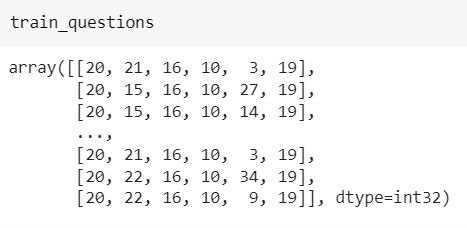 train_questions
array([[20, 21, 16, 10,  3, 19],
       [20, 15, 16, 10, 27, 19],
       [20, 15, 16, 10, 14, 19],
       ...,
       [20, 21, 16, 10,  3, 19],
       [20, 22, 16, 10, 34, 19],
       [20, 22, 16, 10,  9, 19]], dtype=int32)